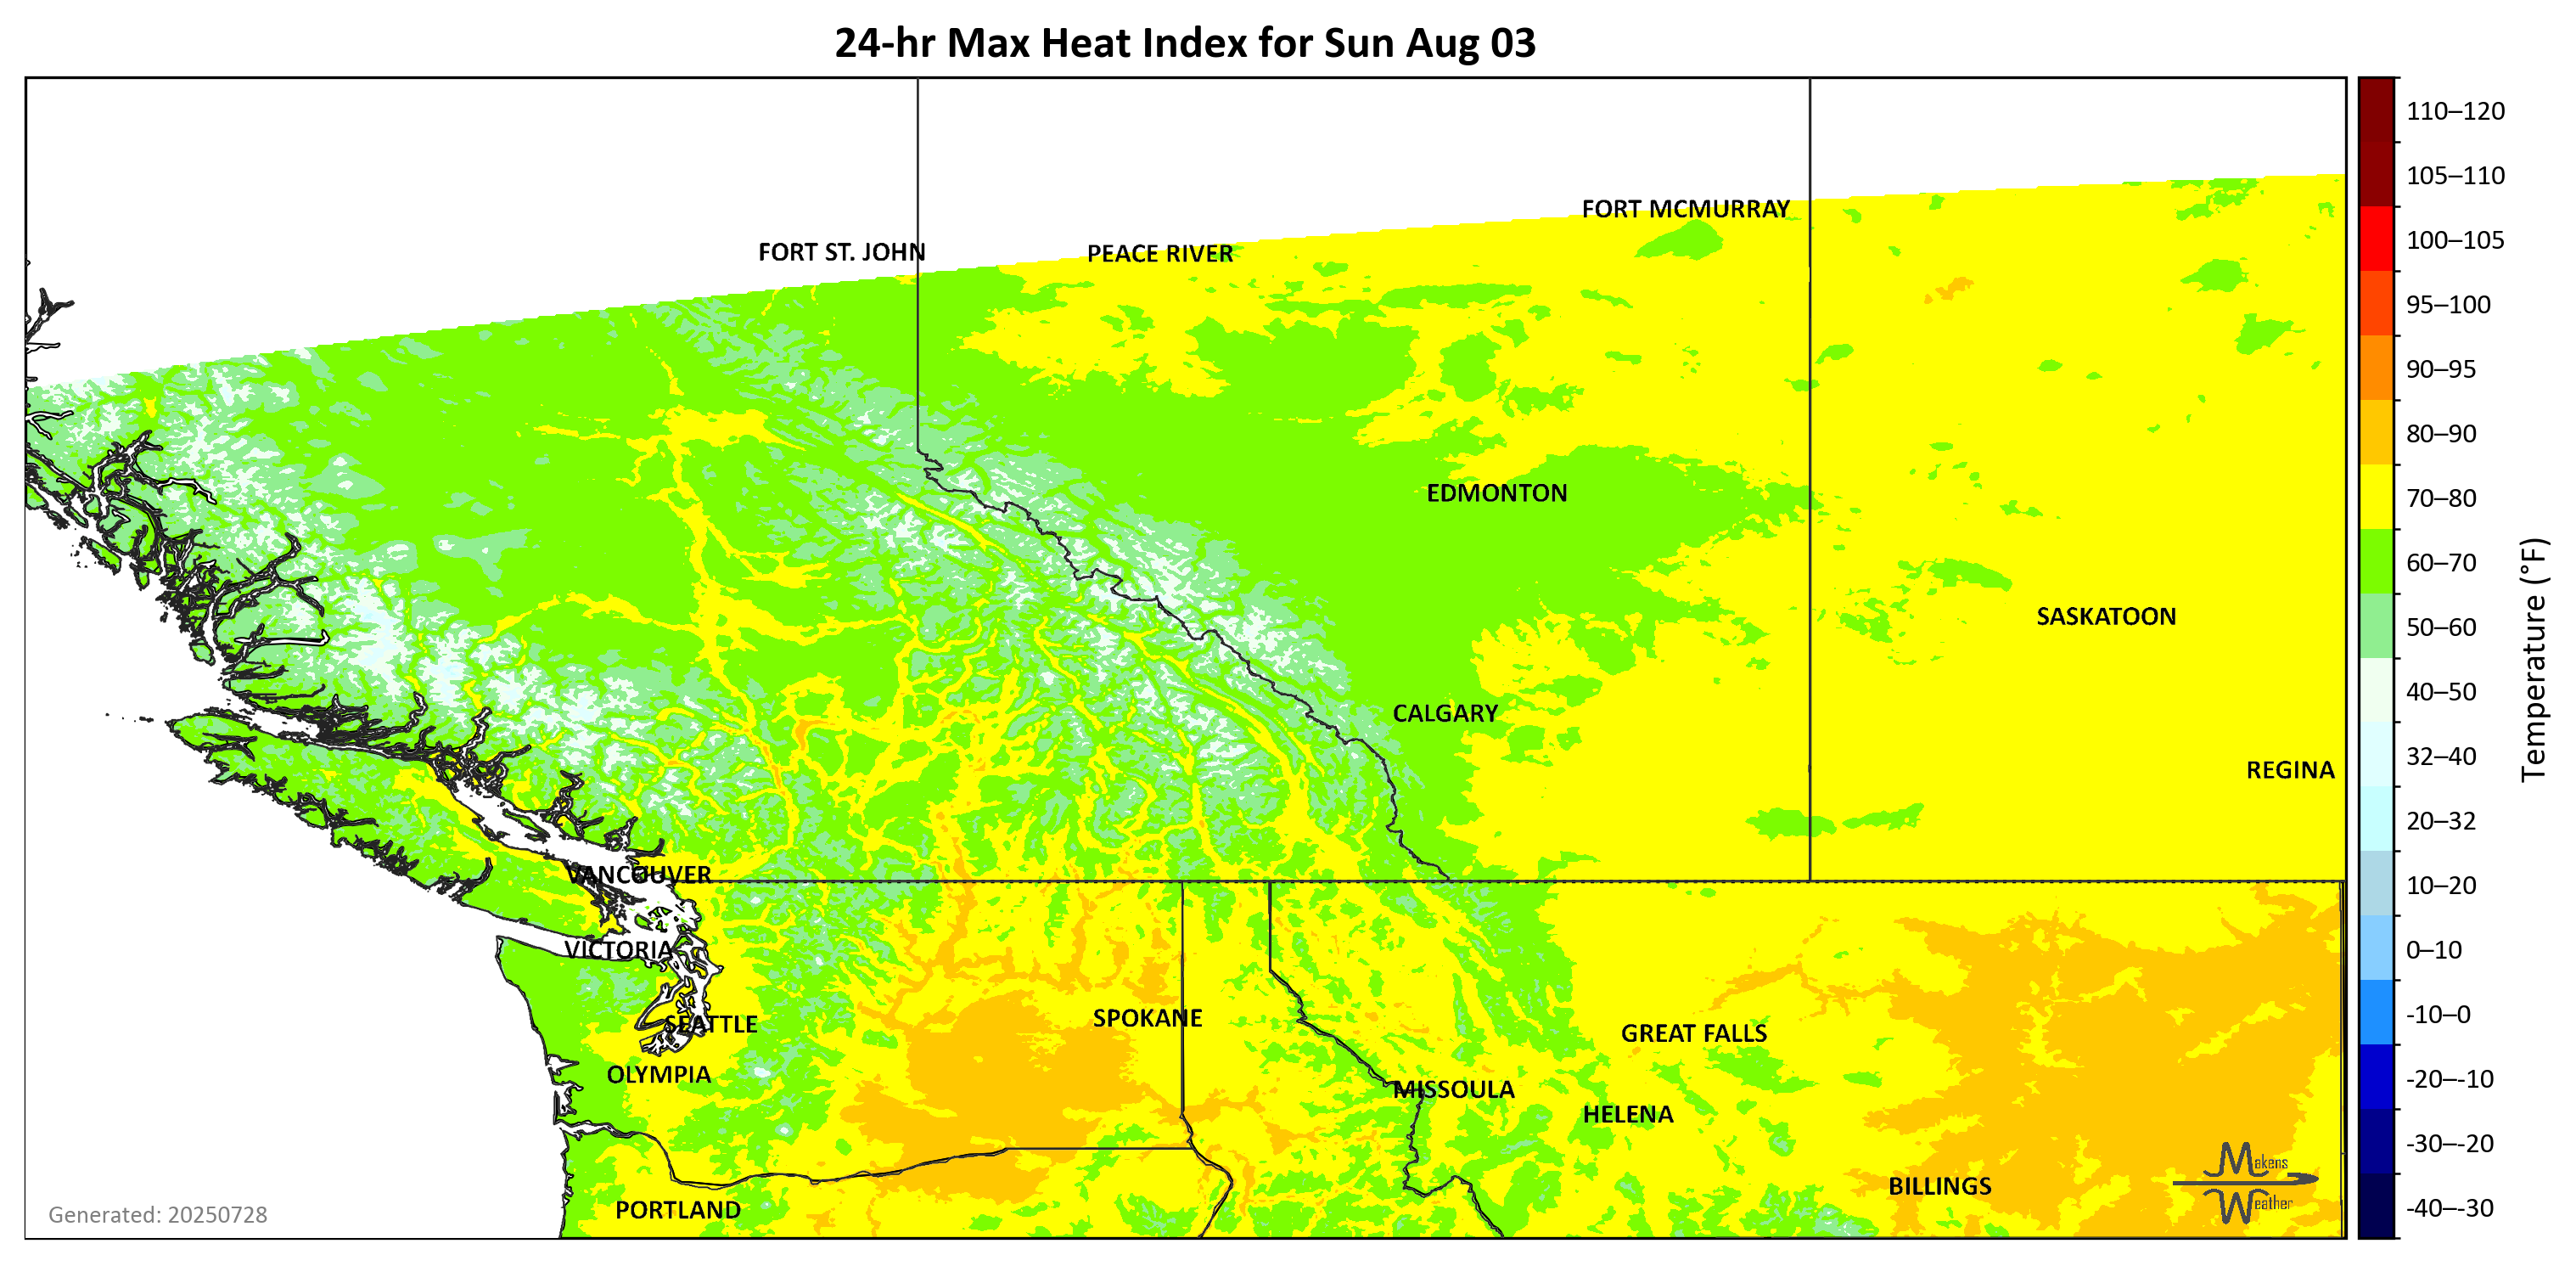 24-hr Max Heat Index for Sun Aug 03
110–120
105–110
FORT MCMURRAY
100–105
FORT ST. JOHN
PEACE RIVER
95–100
90–95
80–90
EDMONTON
70–80
60–70
SASKATOON
50–60
CALGARY
40–50
Temperature (°F)
REGINA
32–40
20–32
VANCOUVER
10–20
VICTORIA
0–10
SEATTLE
SPOKANE
GREAT FALLS
-10–0
OLYMPIA
MISSOULA
-20–-10
HELENA
-30–-20
Makens
Weather
BILLINGS
PORTLAND
-40–-30
Generated: 20250728